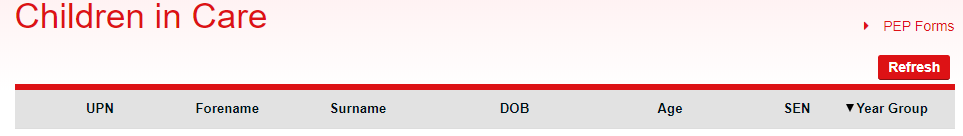 Children in Care
PEP Forms
Refresh
UPN Forename Surname DOB Age SEN ▼Year Group